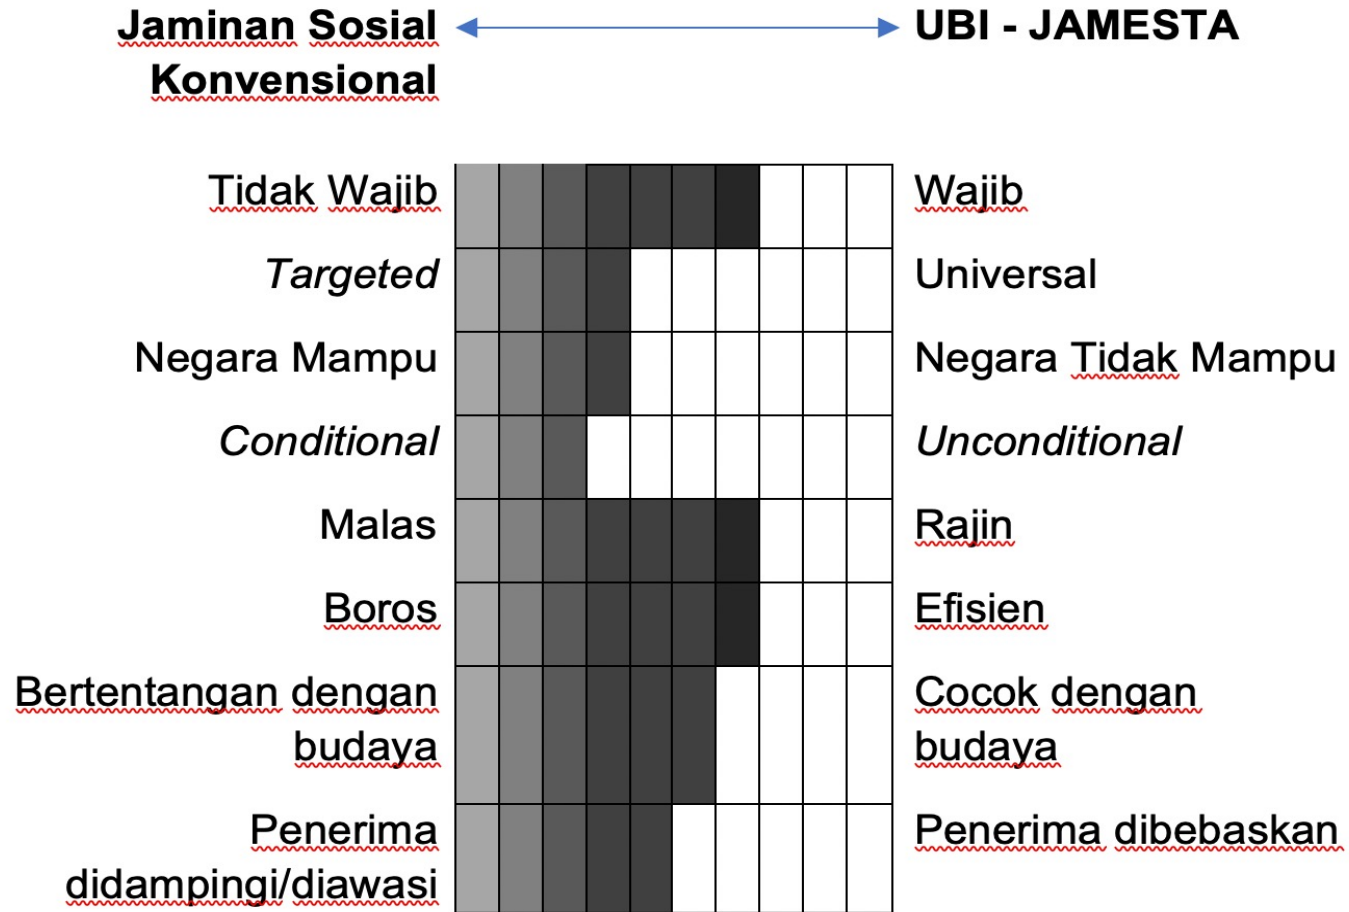 Jaminan Sosial
Konvensional
UBI - JAMESTA
Tidak Wajib
Wajib
Targeted
Universal
Negara Mampu
Negara Tidak Mampu
Conditional
Unconditional
Malas
Rajin
Boros
Efisien
Bertentangan dengan
budaya
Cocok dengan
budaya
Penerima
didampingi/diawasi
Penerima dibebaskan